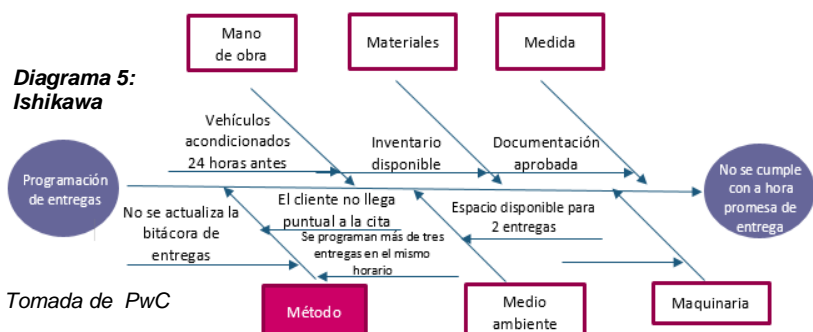 Mano
de obra
Materiales
Medida
Diagrama 5:
Ishikawa
Vehículos
acondicionados
24 horas antes
Inventario
disponible
Documentación
aprobada
Programación
de entregas
No se cumple
con a hora
promesa de
entrega
No se actualiza la
bitácora de
entregas
El cliente no llega
puntual a la cita
Se programan más de tres
entregas en el mismo
horario
Espacio disponible para
2 entregas
Tomada de PwC
Método
Medio
ambiente
Maquinaria